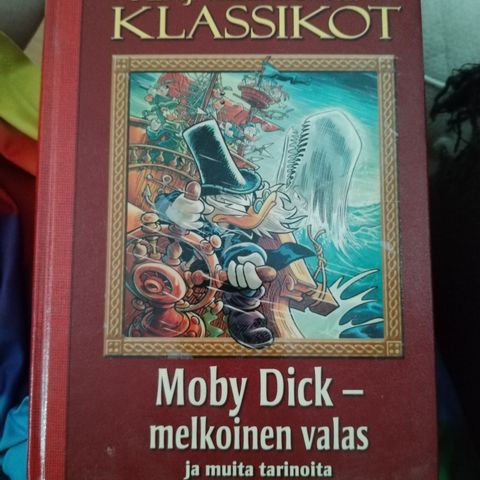 KLASSIKOT
Moby Dick –
melkoinen valas
ja muita tarinoita